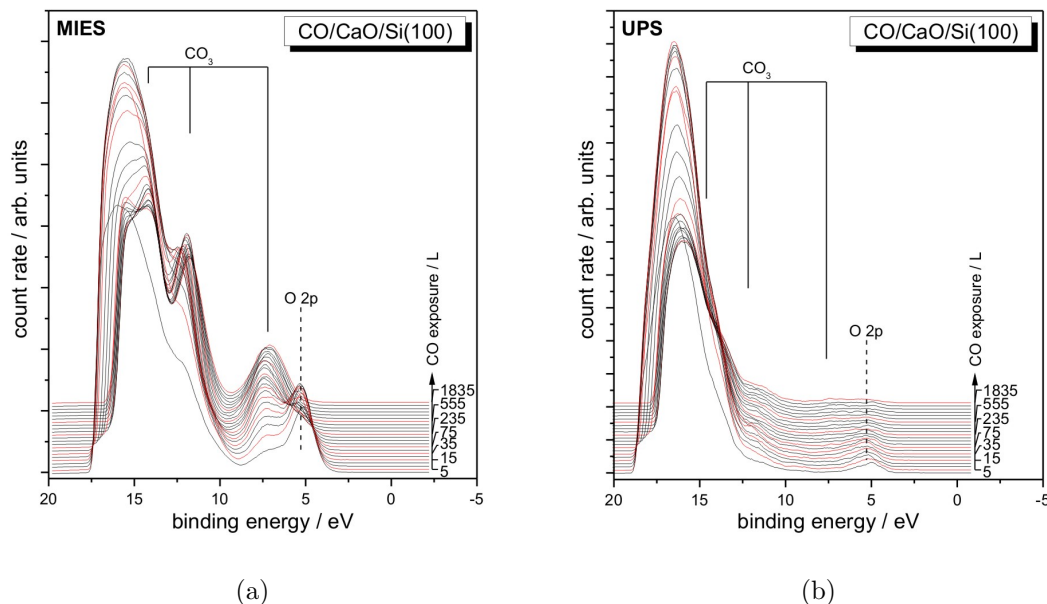 MIES
CO/CaO/Si(100)
CO3
O 2p
count rate / arb. units
CO exposure / L
1835
555
235
75
35
15
5
20 15 10 5 0 -5
binding energy / eV
(a)
UPS
CO/CaO/Si(100)
CO3
O 2p
count rate / arb. units
CO exposure / L
1835
555
235
75
35
15
5
20 15 10 5 0 -5
binding energy / eV
(b)